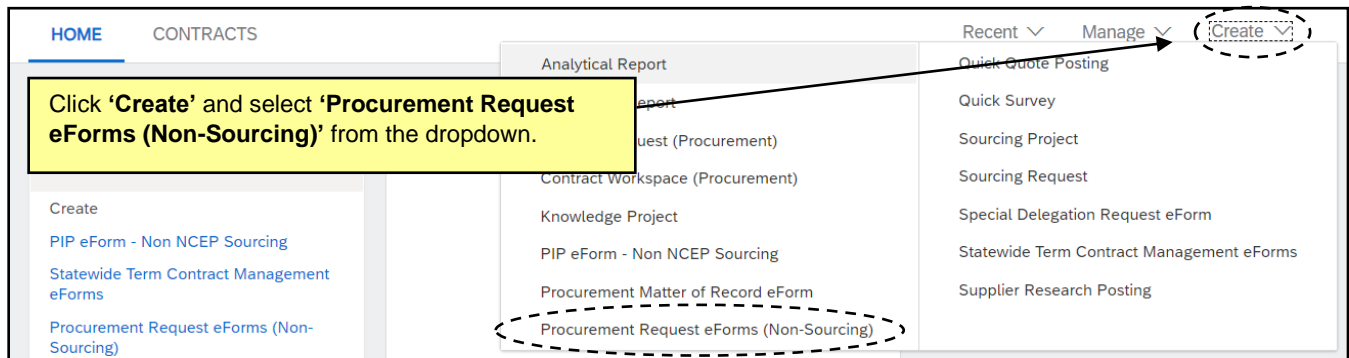 HOME CONTRACTS Recent Manage Create
Click 'Create' and select 'Procurement Request
eForms (Non-Sourcing)' from the dropdown.
Create
PIP eForm - Non NCEP Sourcing
Statewide Term Contract Management
eForms
Procurement Request eForms (Non-
Sourcing)
Analytical Report
eport
uest (Procurement)
Contract Workspace (Procurement)
Knowledge Project
PIP eForm - Non NCEP Sourcing
Procurement Matter of Record eForm
Procurement Request eForms (Non-Sourcing)
Quick Quote Posting
Quick Survey
Sourcing Project
Sourcing Request
Special Delegation Request eForm
Statewide Term Contract Management eForms
Supplier Research Posting